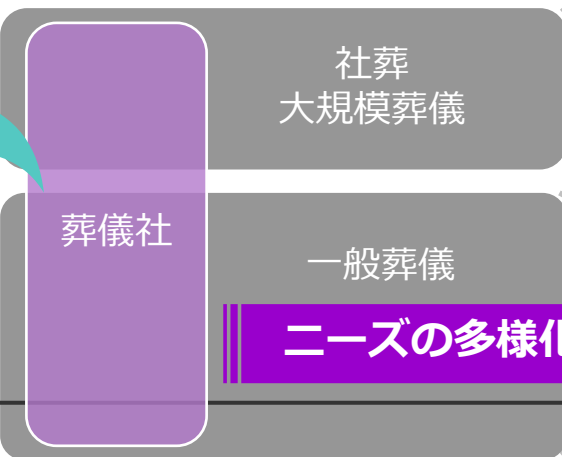 社葬
大規模葬儀
葬儀社
一般葬儀
ニーズの多様化